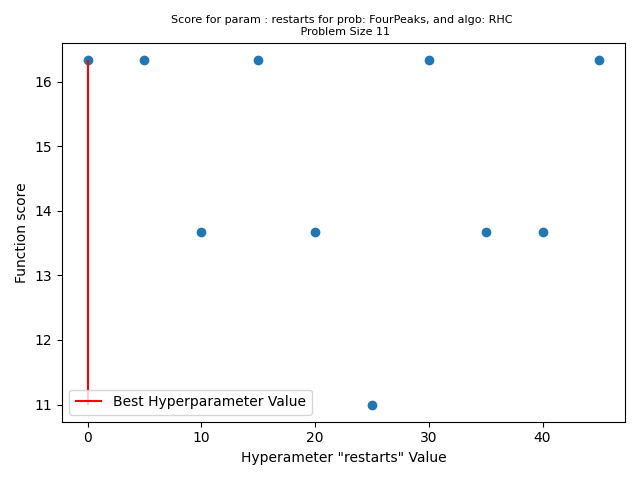 Score for param : restarts for prob: FourPeaks, and algo: RHC
Problem Size 11
16
15
14
13
12
11
Function score
Best Hyperparameter Value
0 10 20 30 40
Hyperameter "restarts" Value